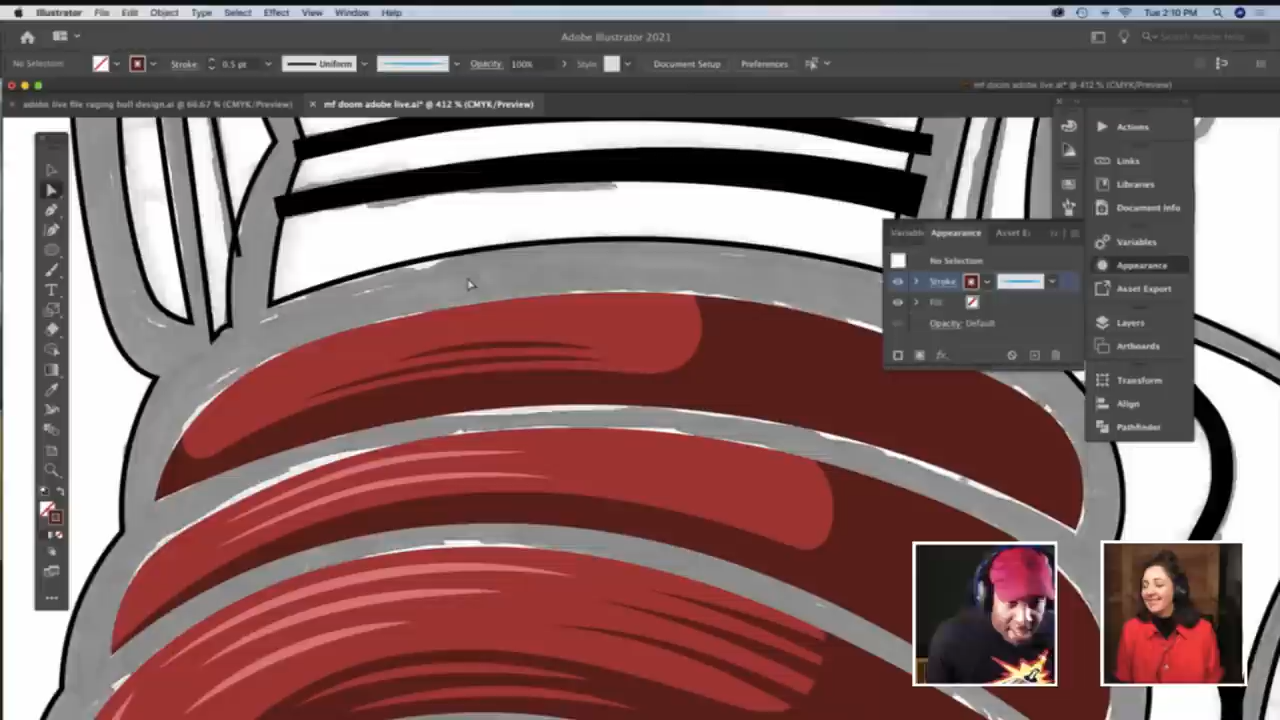 Illustrator File Edit Object Type Select Effect View Window Help Tue 2:10 PM
Adobe Illustrator 2021 Search Adobe Help
No Selection Stroke: 0.5 pt Uniform Opacity: 100% Style: Document Setup Preferences
mf doom adobe live.ai* @ 412 % (CMYK/Preview)
× adobe live file raging bull design.ai @ 66.67 % (CMYK/Preview) × mf doom adobe live.ai* @ 412 % (CMYK/Preview)
Actions
Links
Libraries
Document Info
Variables
Appearance
Asset Export
Layers
Artboards
Transform
Align
Pathfinder
Variable Appearance Asset E
No Selection
Stroke:
Fill:
Opacity: Default